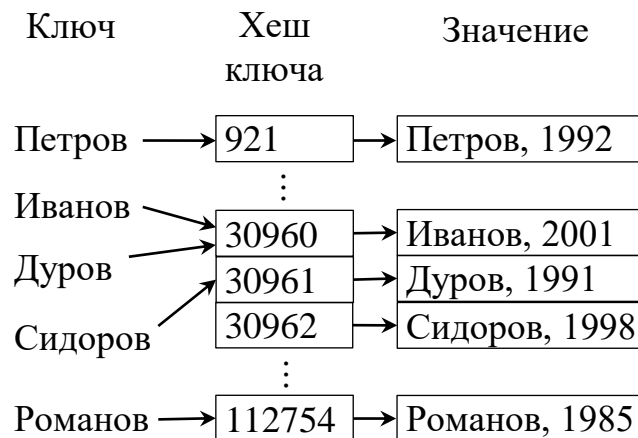 Ключ Хеш ключа Значение
Петров 921 Петров, 1992
⋮
Иванов 30960 Иванов, 2001
Дуров 30961 Дуров, 1991
Сидоров 30962 Сидоров, 1998
⋮
Романов 112754 Романов, 1985